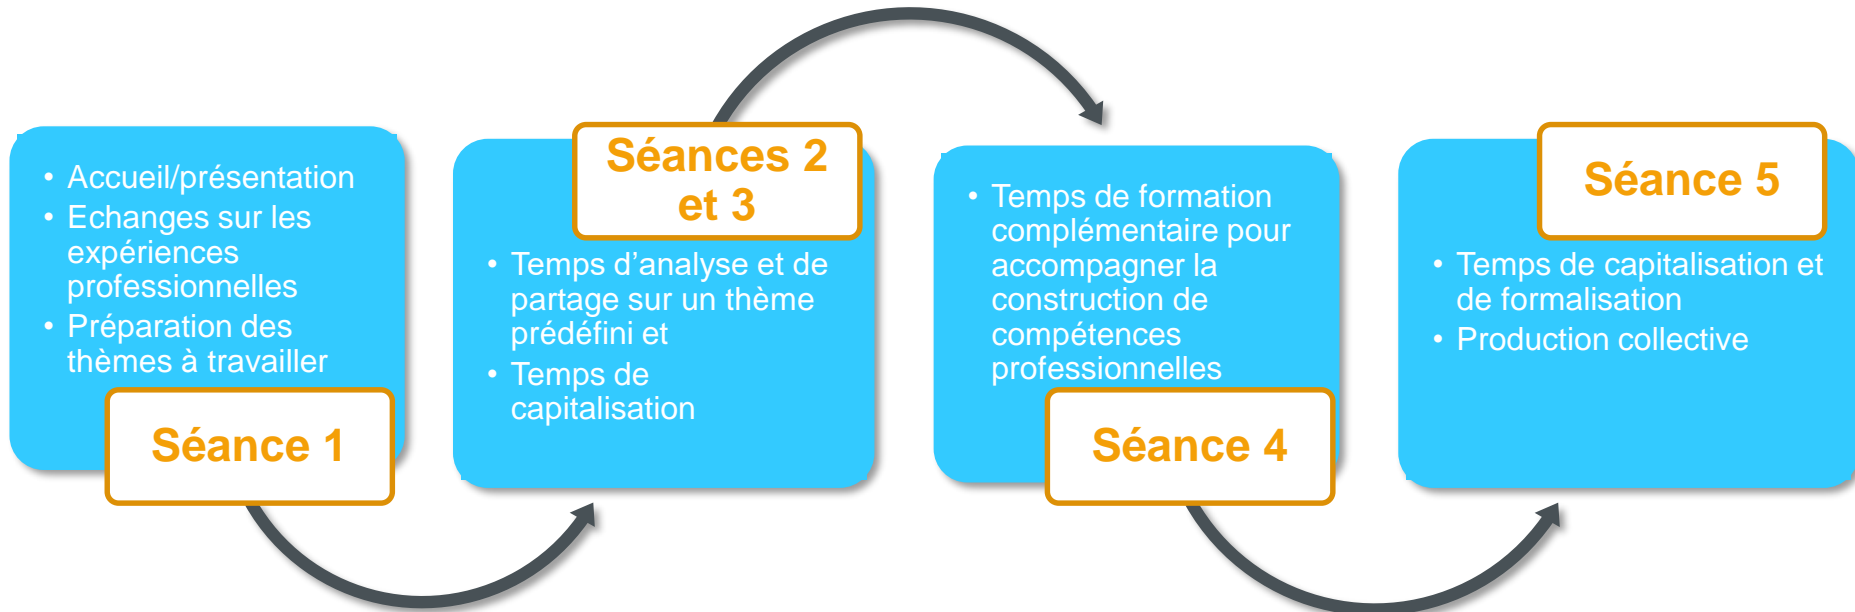 • Accueil/présentation
• Echanges sur les
expériences
professionnelles
• Préparation des
thèmes à travailler
Séance 1
Séances 2
et 3
• Temps d’analyse et de
partage sur un thème
prédéfini et
• Temps de
capitalisation
• Temps de formation
complémentaire pour
accompagner la
construction de
compétences
professionnelles
Séance 4
Séance 5
• Temps de capitalisation et
de formalisation
• Production collective